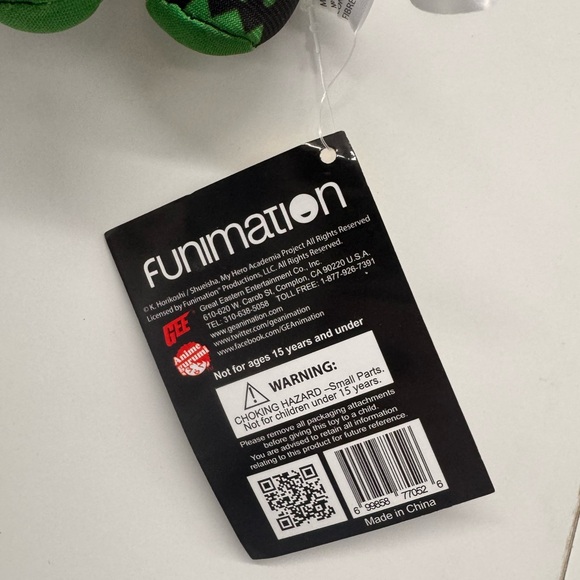 FUNIMATION
© K. Horikoshi / Shueisha, My Hero Academia Project All Rights Reserved
Licensed by Funimation® Productions, LLC. All Rights Reserved.
GEE
Great Eastern Entertainment Co., Inc.
610-620 W. Carob St, Compton, CA 90220 U.S.A.
TEL: 310-638-5058 TOLL FREE: 1-877-926-7391
www.geanimation.com
www.twitter.com/geanimation
www.facebook.com/GEAnimation
Anime
Furumi
Not for ages 15 years and under
WARNING:
CHOKING HAZARD –Small Parts.
Not for children under 15 years.
Please remove all packaging attachments
before giving this toy to a child.
You are advised to retain all information
relating to this product for future reference.
6 99858 77052 6
Made in China